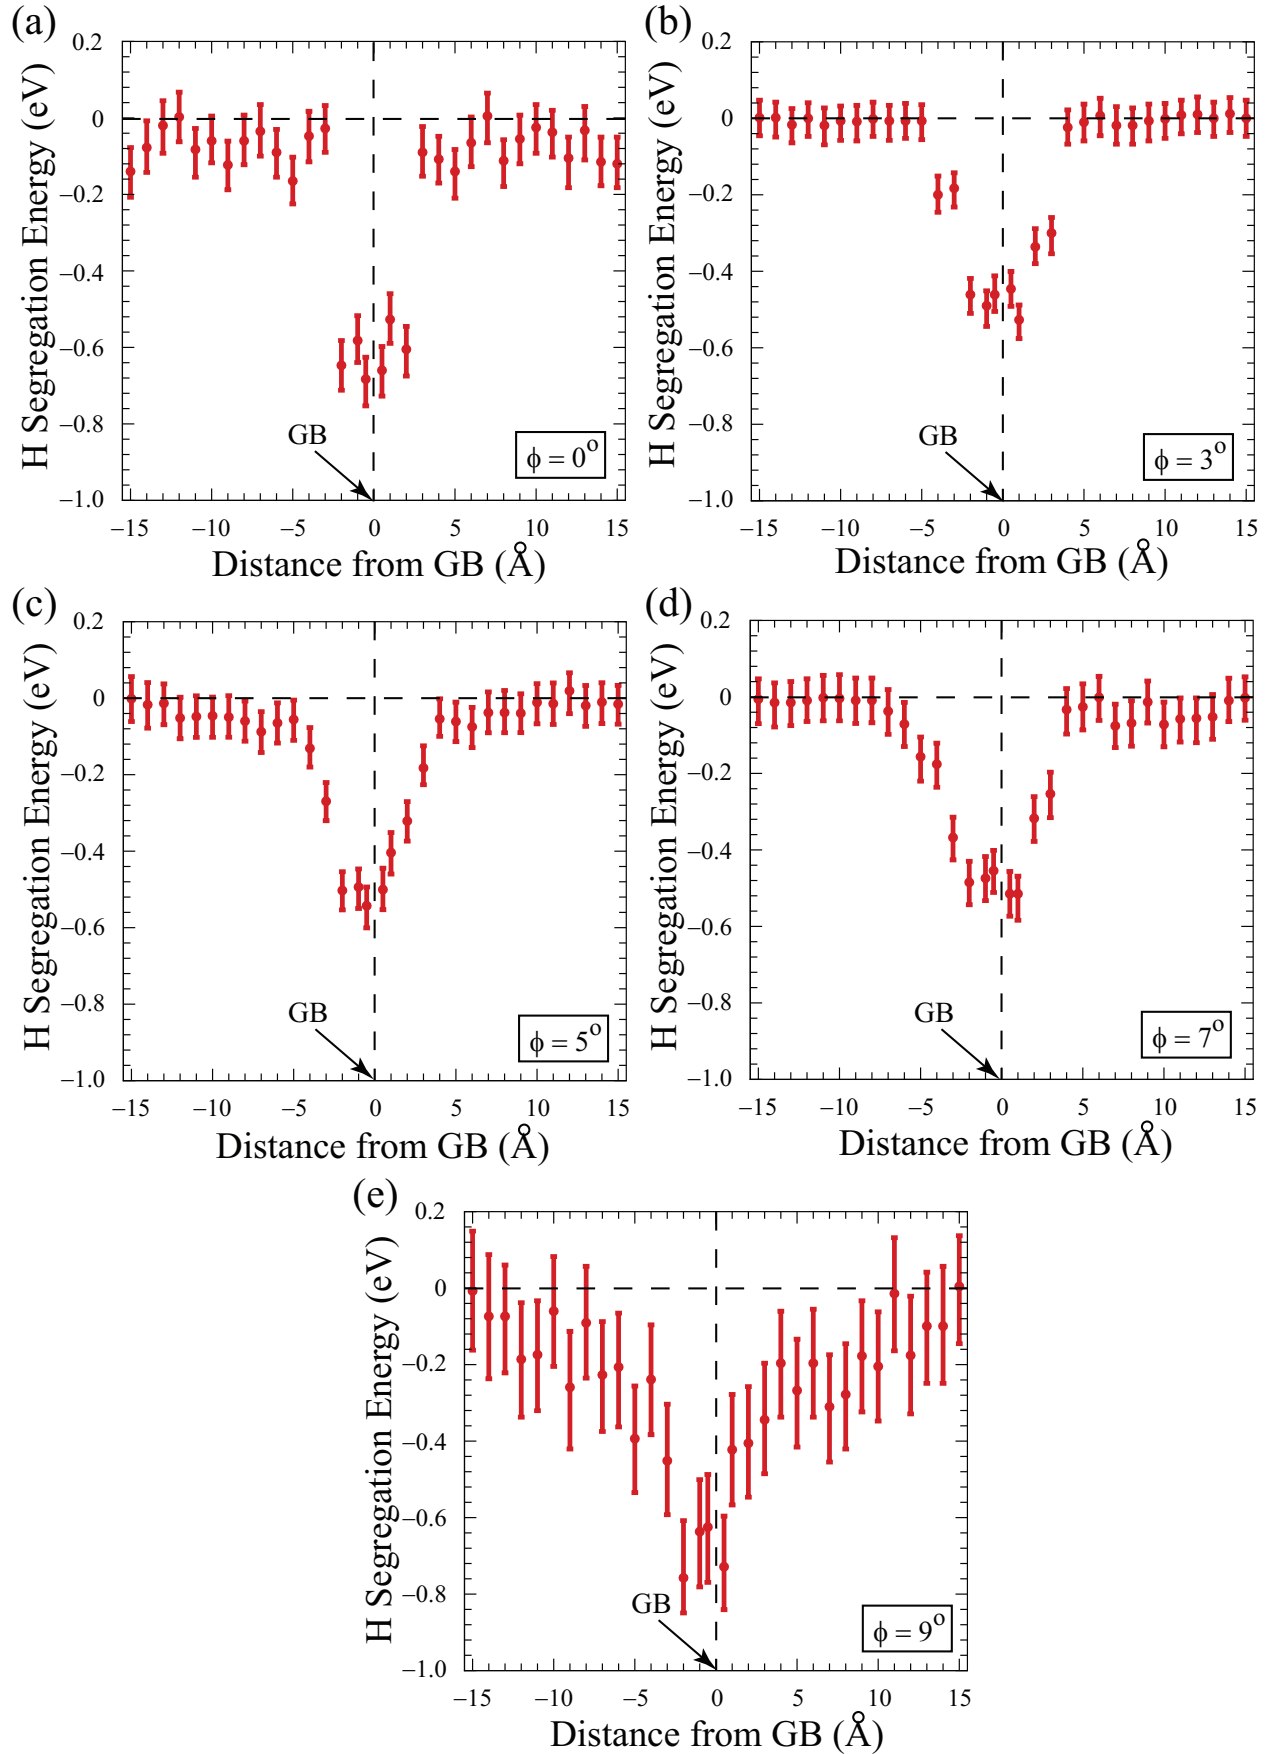 (a)
H Segregation Energy (eV)
0.2
0
−0.2
−0.4
−0.6
−0.8
−1.0
GB
ϕ = 0°
−15 −10 −5 0 5 10 15
Distance from GB (Å)
(b)
H Segregation Energy (eV)
0.2
0
−0.2
−0.4
−0.6
−0.8
−1.0
GB
ϕ = 3°
−15 −10 −5 0 5 10 15
Distance from GB (Å)
(c)
H Segregation Energy (eV)
0.2
0
−0.2
−0.4
−0.6
−0.8
−1.0
GB
ϕ = 5°
−15 −10 −5 0 5 10 15
Distance from GB (Å)
(d)
H Segregation Energy (eV)
0.2
0
−0.2
−0.4
−0.6
−0.8
−1.0
GB
ϕ = 7°
−15 −10 −5 0 5 10 15
Distance from GB (Å)
(e)
H Segregation Energy (eV)
0.2
0
−0.2
−0.4
−0.6
−0.8
−1.0
GB
ϕ = 9°
−15 −10 −5 0 5 10 15
Distance from GB (Å)